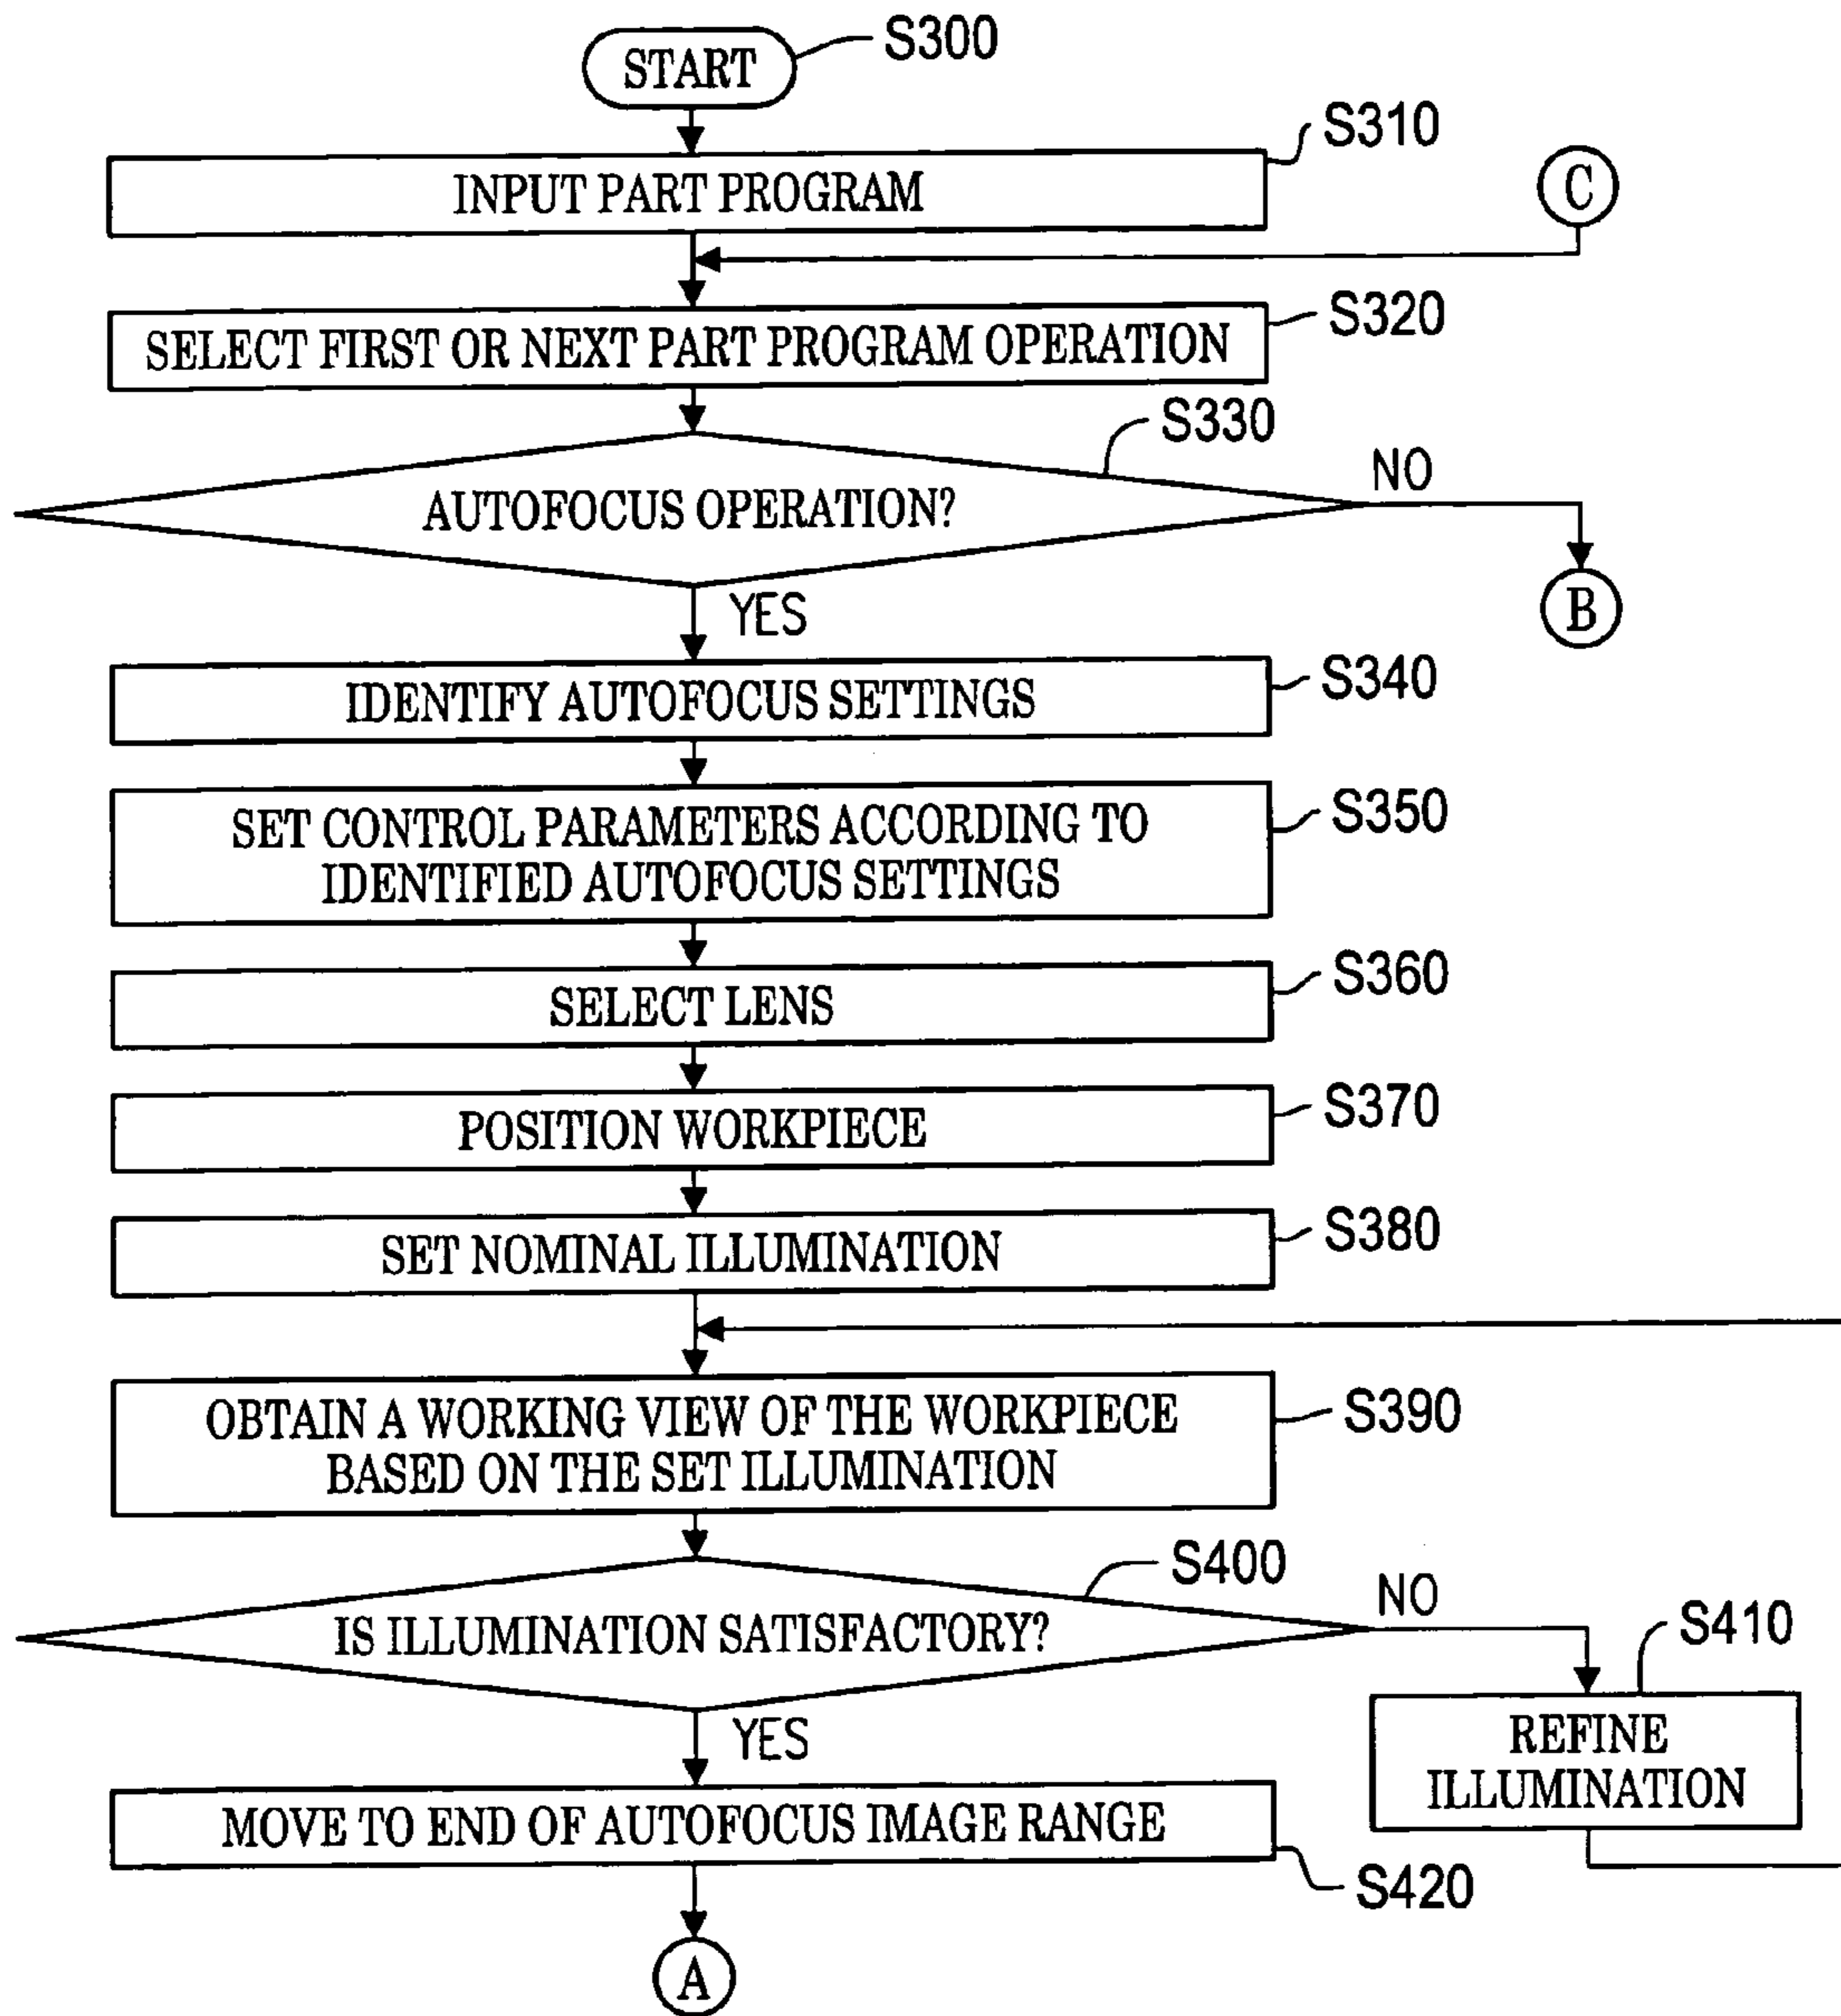 START
S300
S310
INPUT PART PROGRAM
C
S320
SELECT FIRST OR NEXT PART PROGRAM OPERATION
S330
AUTOFOCUS OPERATION?
NO
B
YES
S340
IDENTIFY AUTOFOCUS SETTINGS
S350
SET CONTROL PARAMETERS ACCORDING TO
IDENTIFIED AUTOFOCUS SETTINGS
S360
SELECT LENS
S370
POSITION WORKPIECE
S380
SET NOMINAL ILLUMINATION
S390
OBTAIN A WORKING VIEW OF THE WORKPIECE
BASED ON THE SET ILLUMINATION
S400
IS ILLUMINATION SATISFACTORY?
NO
S410
REFINE
ILLUMINATION
YES
MOVE TO END OF AUTOFOCUS IMAGE RANGE
S420
A